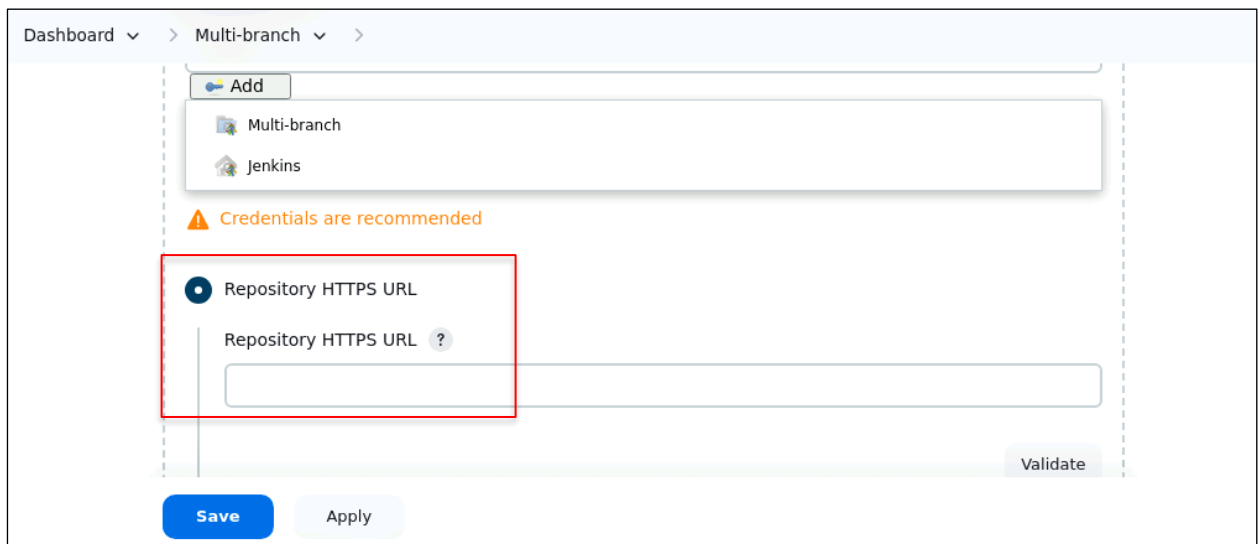 Dashboard > Multi-branch >
Add
Multi-branch
Jenkins
Credentials are recommended
Repository HTTPS URL
Repository HTTPS URL ?
Validate
Save Apply